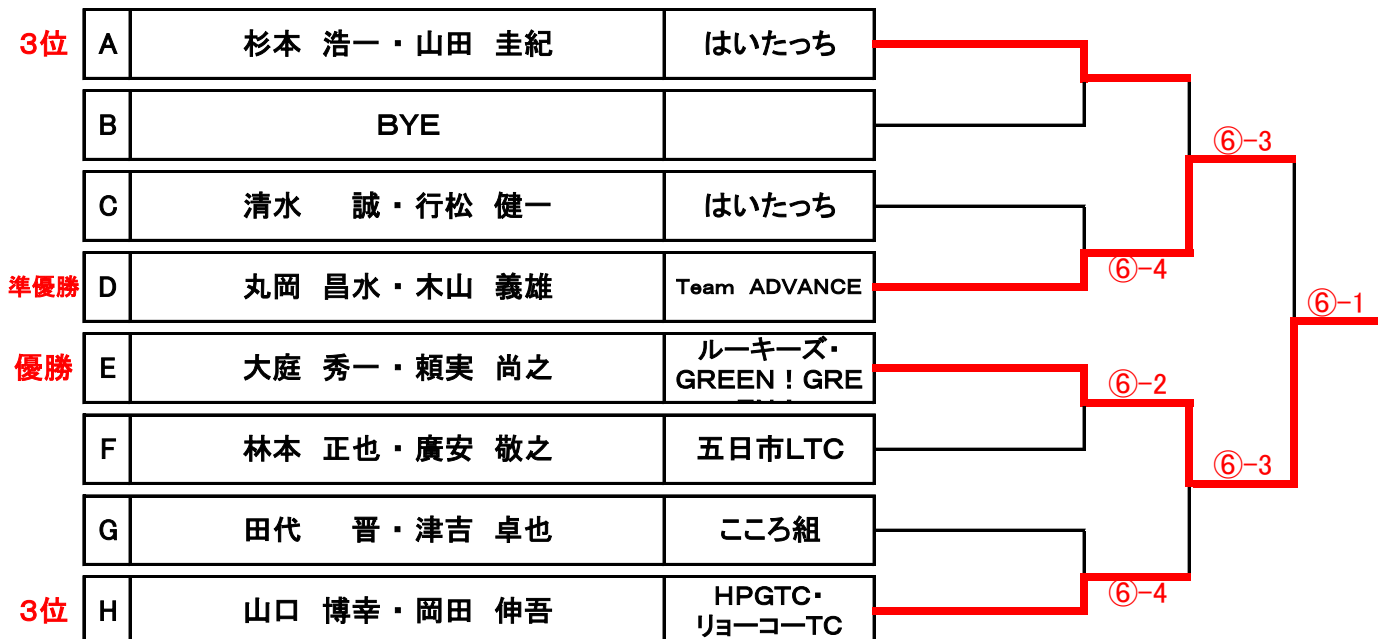 3位 A 杉本 浩一・山田 圭紀 はいたっち
B BYE
⑥-3
C 清水 誠・行松 健一 はいたっち
⑥-4
準優勝 D 丸岡 昌水・木山 義雄 Team ADVANCE
⑥-1
優勝 E 大庭 秀一・頼実 尚之 ルーキーズ・
GREEN！GRE
⑥-2
F 林本 正也・廣安 敬之 五日市LTC
⑥-3
G 田代 晋・津吉 卓也 こころ組
⑥-4
3位 H 山口 博幸・岡田 伸吾 HPGTC・
リョーコーTC